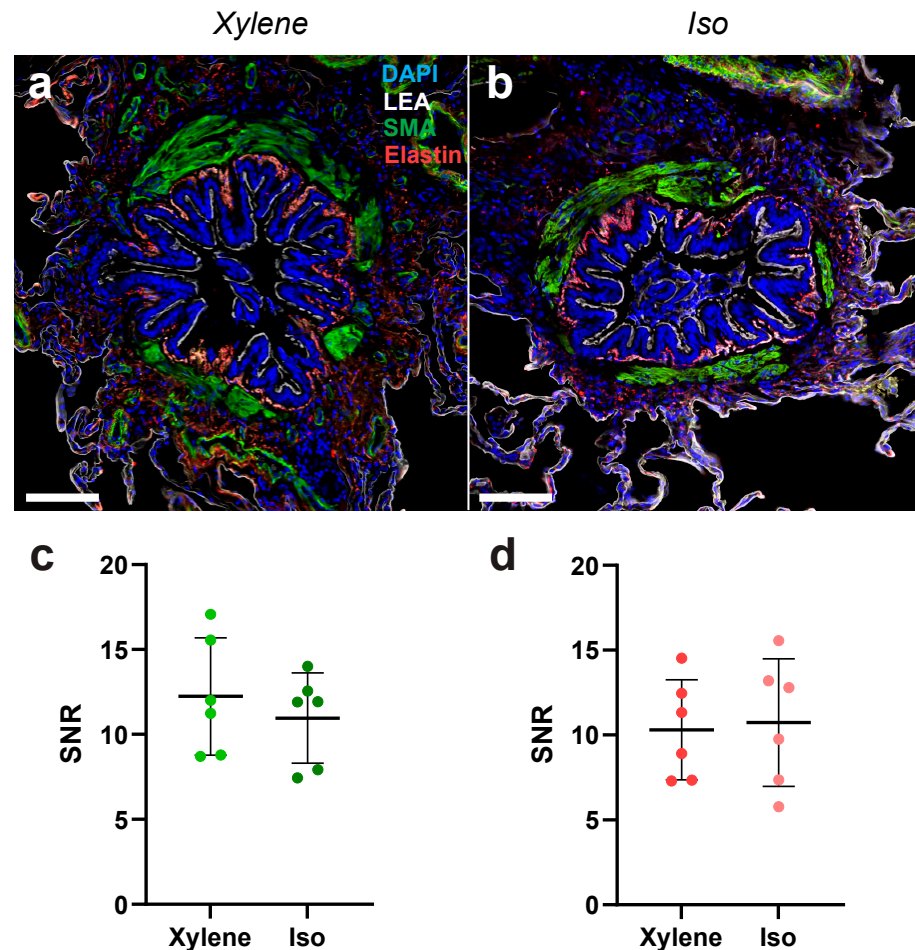 Xylene
Iso
a
DAPI
LEA
SMA
Elastin
b
c
20
15
10
5
0
SNR
Xylene
Iso
d
20
15
10
5
0
SNR
Xylene
Iso